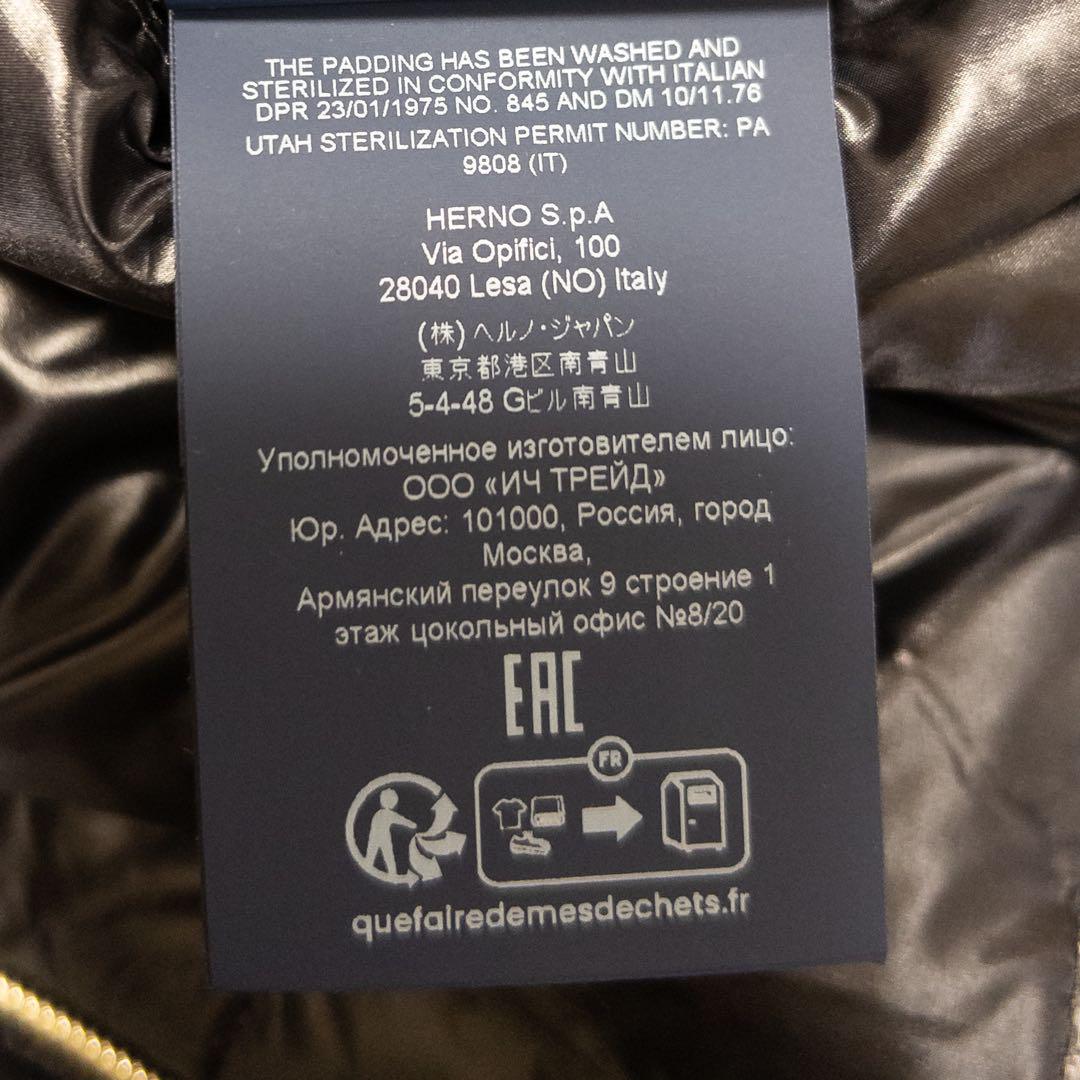 THE PADDING HAS BEEN WASHED AND
STERILIZED IN CONFORMITY WITH ITALIAN
DPR 23/01/1975 NO. 845 AND DM 10/11.76
UTAH STERILIZATION PERMIT NUMBER: PA
9808 (IT)
HERNO S.p.A
Via Opifici, 100
28040 Lesa (NO) Italy
(株) ヘルノ・ジャパン
東京都港区南青山
5-4-48 Gビル南青山
Уполномоченное изготовителем лицо:
ООО «ИЧ ТРЕЙД»
Юр. Адрес: 101000, Россия, город
Москва,
Армянский переулок 9 строение 1
этаж цокольный офис №8/20
EAC
FR
quefairedemesdechets.fr